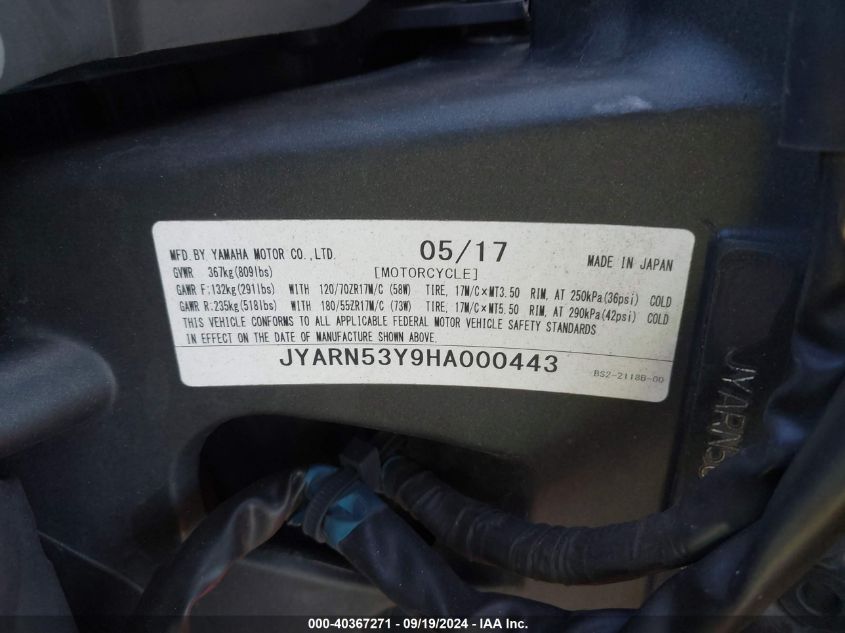 MFD. BY YAMAHA MOTOR CO.,LTD. 05/17 MADE IN JAPAN
GVWR 367kg(809lbs) [MOTORCYCLE]
GAWR F:132kg(291lbs) WITH 120/70ZR17M/C (58W) TIRE, 17M/C×MT3.50 RIM, AT 250kPa(36psi) COLD
GAWR R:235kg(518lbs) WITH 180/55ZR17M/C (73W) TIRE, 17M/C×MT5.50 RIM, AT 290kPa(42psi) COLD
THIS VEHICLE CONFORMS TO ALL APPLICABLE FEDERAL MOTOR VEHICLE SAFETY STANDARDS
IN EFFECT ON THE DATE OF MANUFACTURE SHOWN ABOVE.
JYARN53Y9HA000443
BS2-2118B-00
JYARN5
000-40367271 - 09/19/2024 - IAA Inc.